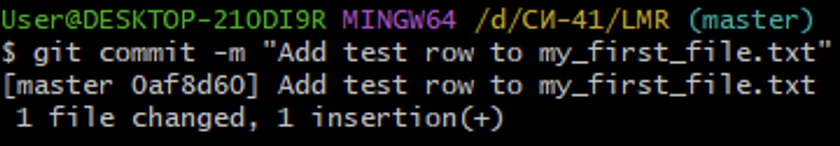 User@DESKTOP-21ODI9R MINGW64 /d/СИ-41/LMR (master)
$ git commit -m "Add test row to my_first_file.txt"
[master 0af8d60] Add test row to my_first_file.txt
 1 file changed, 1 insertion(+)